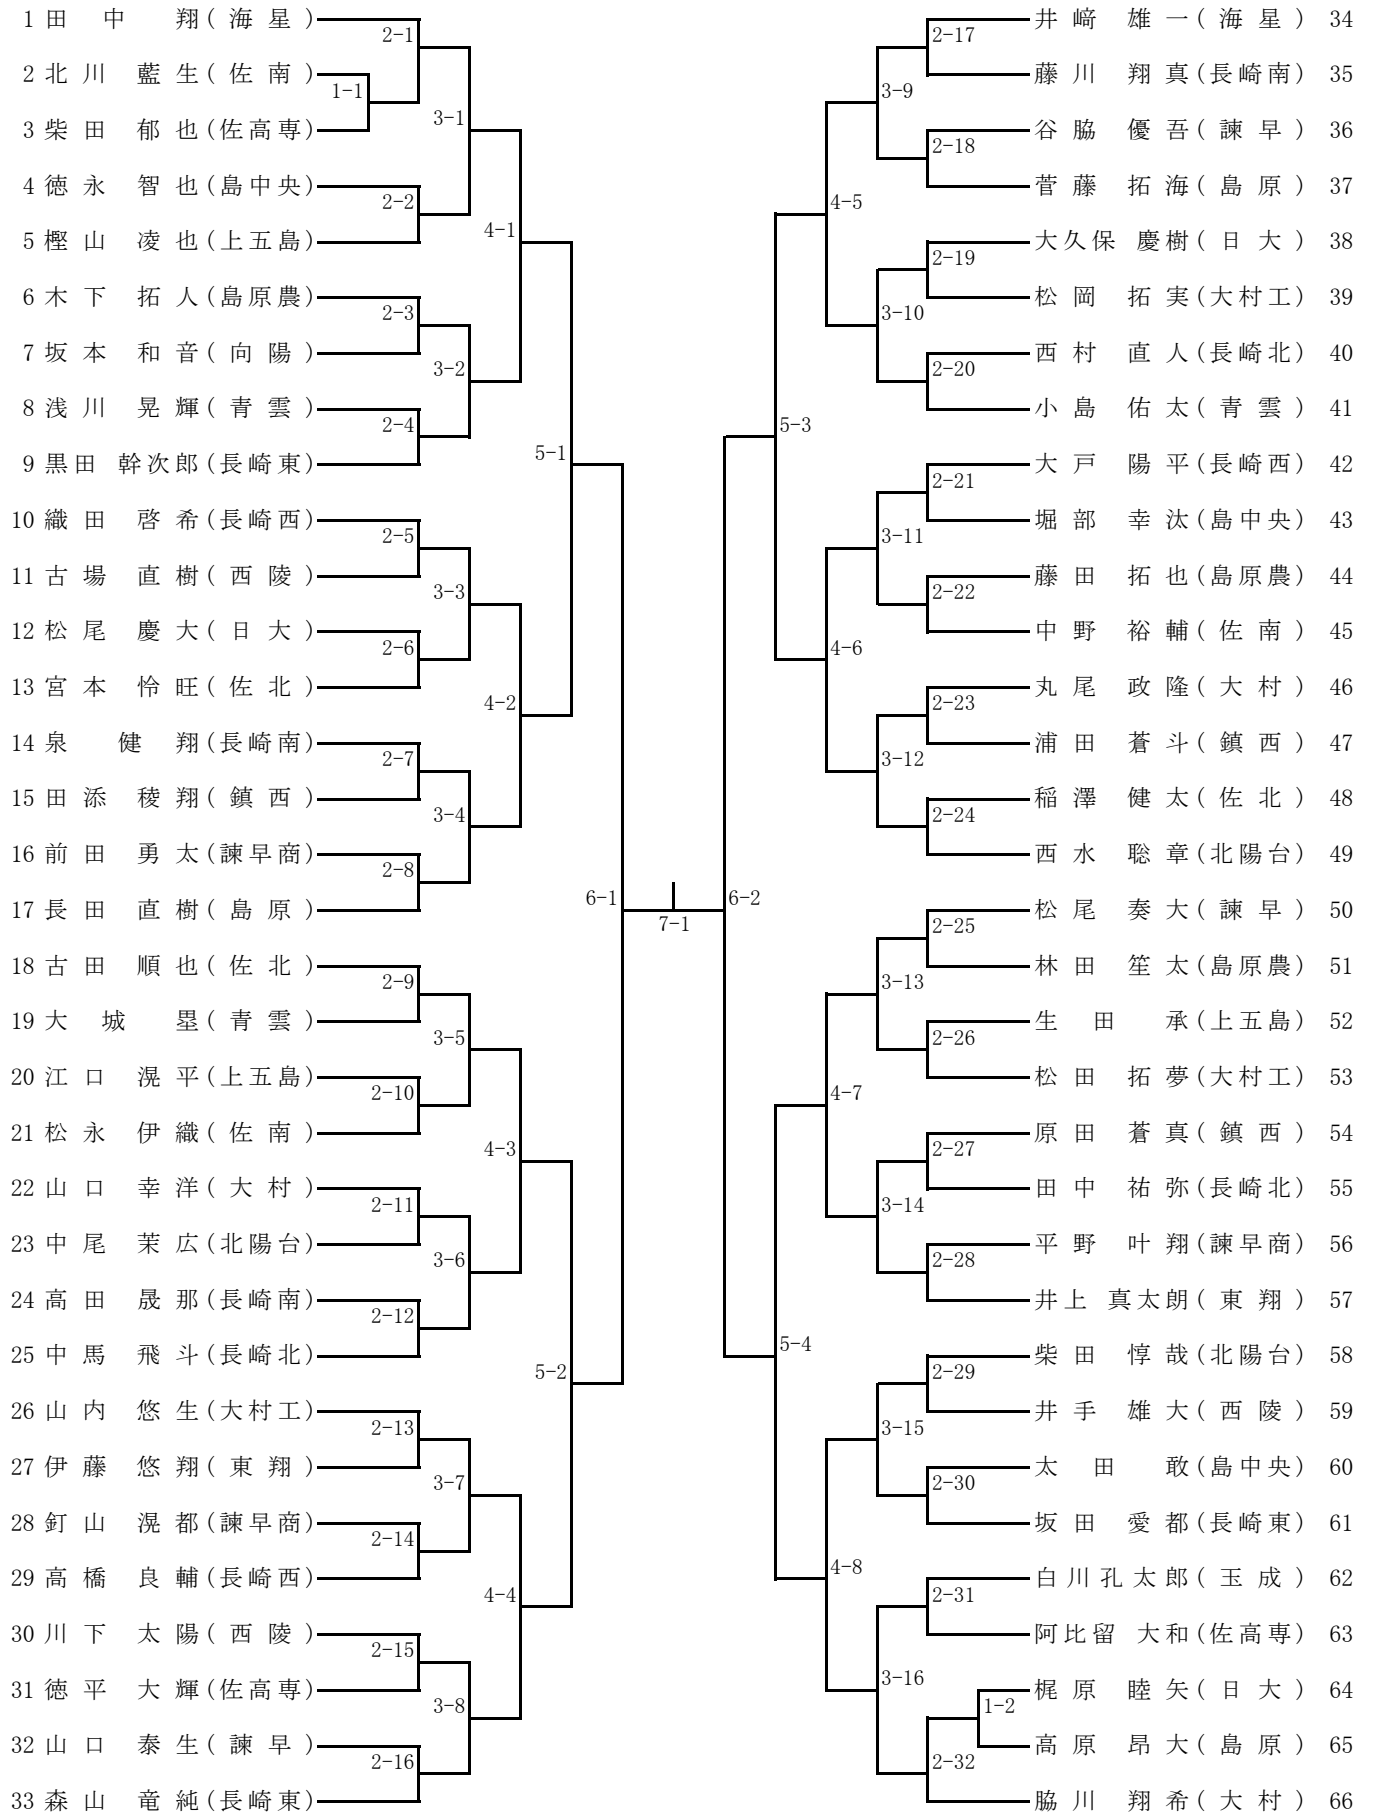 1 田 中 翔 ( 海 星 )
2-1
2 北 川 藍 生 ( 佐 南 )
1-1
3 柴 田 郁 也 (佐高専)
3-1
4 徳 永 智 也 (島中央)
2-2
5 樫 山 凌 也 (上五島)
4-1
6 木 下 拓 人 (島原農)
2-3
7 坂 本 和 音 ( 向 陽 )
3-2
8 浅 川 晃 輝 ( 青 雲 )
2-4
9 黒田 幹次郎 (長崎東)
5-1
10 織 田 啓 希 (長崎西)
2-5
11 古 場 直 樹 ( 西 陵 )
3-3
12 松 尾 慶 大 ( 日 大 )
2-6
13 宮 本 怜 旺 ( 佐 北 )
4-2
14 泉 健 翔 (長崎南)
2-7
15 田 添 稜 翔 ( 鎮 西 )
3-4
16 前 田 勇 太 (諫早商)
2-8
17 長 田 直 樹 ( 島 原 )
6-1
18 古 田 順 也 ( 佐 北 )
2-9
19 大 城 塁 ( 青 雲 )
3-5
20 江 口 滉 平 (上五島)
2-10
21 松 永 伊 織 ( 佐 南 )
4-3
22 山 口 幸 洋 ( 大 村 )
2-11
23 中 尾 茉 広 (北陽台)
3-6
24 高 田 晟 那 (長崎南)
2-12
25 中 馬 飛 斗 (長崎北)
5-2
26 山 内 悠 生 (大村工)
2-13
27 伊 藤 悠 翔 ( 東 翔 )
3-7
28 釘 山 滉 都 (諫早商)
2-14
29 高 橋 良 輔 (長崎西)
4-4
30 川 下 太 陽 ( 西 陵 )
2-15
31 徳 平 大 輝 (佐高専)
3-8
32 山 口 泰 生 ( 諫 早 )
2-16
33 森 山 竜 純 (長崎東)
7-1
井 﨑 雄 一 ( 海 星 ) 34
2-17
藤 川 翔 真 (長崎南) 35
3-9
谷 脇 優 吾 ( 諫 早 ) 36
2-18
菅 藤 拓 海 ( 島 原 ) 37
4-5
大久保 慶樹 ( 日 大 ) 38
2-19
松 岡 拓 実 (大村工) 39
3-10
西 村 直 人 (長崎北) 40
2-20
小 島 佑 太 ( 青 雲 ) 41
5-3
大 戸 陽 平 (長崎西) 42
2-21
堀 部 幸 汰 (島中央) 43
3-11
藤 田 拓 也 (島原農) 44
2-22
中 野 裕 輔 ( 佐 南 ) 45
4-6
丸 尾 政 隆 ( 大 村 ) 46
2-23
浦 田 蒼 斗 ( 鎮 西 ) 47
3-12
稲 澤 健 太 ( 佐 北 ) 48
2-24
西 水 聡 章 (北陽台) 49
6-2
松 尾 奏 大 ( 諫 早 ) 50
2-25
林 田 笙 太 (島原農) 51
3-13
生 田 承 (上五島) 52
2-26
松 田 拓 夢 (大村工) 53
4-7
原 田 蒼 真 ( 鎮 西 ) 54
2-27
田 中 祐 弥 (長崎北) 55
3-14
平 野 叶 翔 (諫早商) 56
2-28
井上 真太朗 ( 東 翔 ) 57
5-4
柴 田 惇 哉 (北陽台) 58
2-29
井 手 雄 大 ( 西 陵 ) 59
3-15
太 田 敢 (島中央) 60
2-30
坂 田 愛 都 (長崎東) 61
4-8
白川孔太郎 ( 玉 成 ) 62
2-31
阿比留 大和 (佐高専) 63
3-16
梶 原 睦 矢 ( 日 大 ) 64
1-2
高 原 昂 大 ( 島 原 ) 65
2-32
脇 川 翔 希 ( 大 村 ) 66